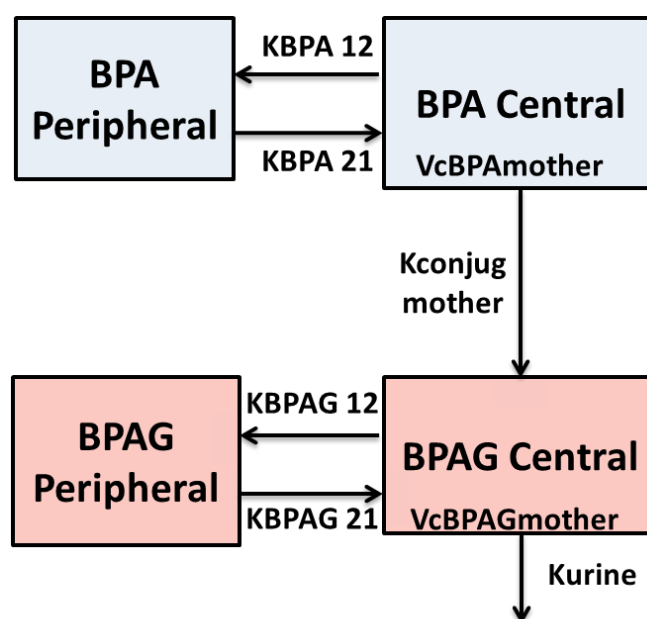 KBPA 12
BPA
Peripheral
BPA Central
KBPA 21
VcBPAmother
Kconjug
mother
KBPAG 12
BPAG
Peripheral
BPAG Central
KBPAG 21
VcBPAGmother
Kurine